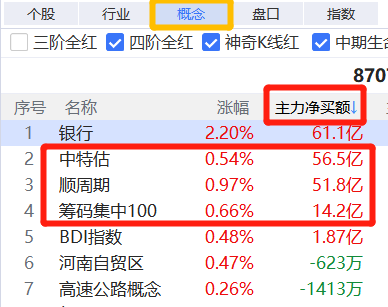 个股 行业 概念 盘口 指数
三阶全红 四阶全红 神奇K线红 中期生
8707
序号 名称 涨幅 主力净买额↓
1 银行 2.20% 61.1亿
2 中特估 0.54% 56.5亿
3 顺周期 0.97% 51.8亿
4 筹码集中100 0.66% 14.2亿
5 BDI指数 0.48% 1.87亿
6 河南自贸区 0.47% -623万
7 高速公路概念 0.26% -1413万